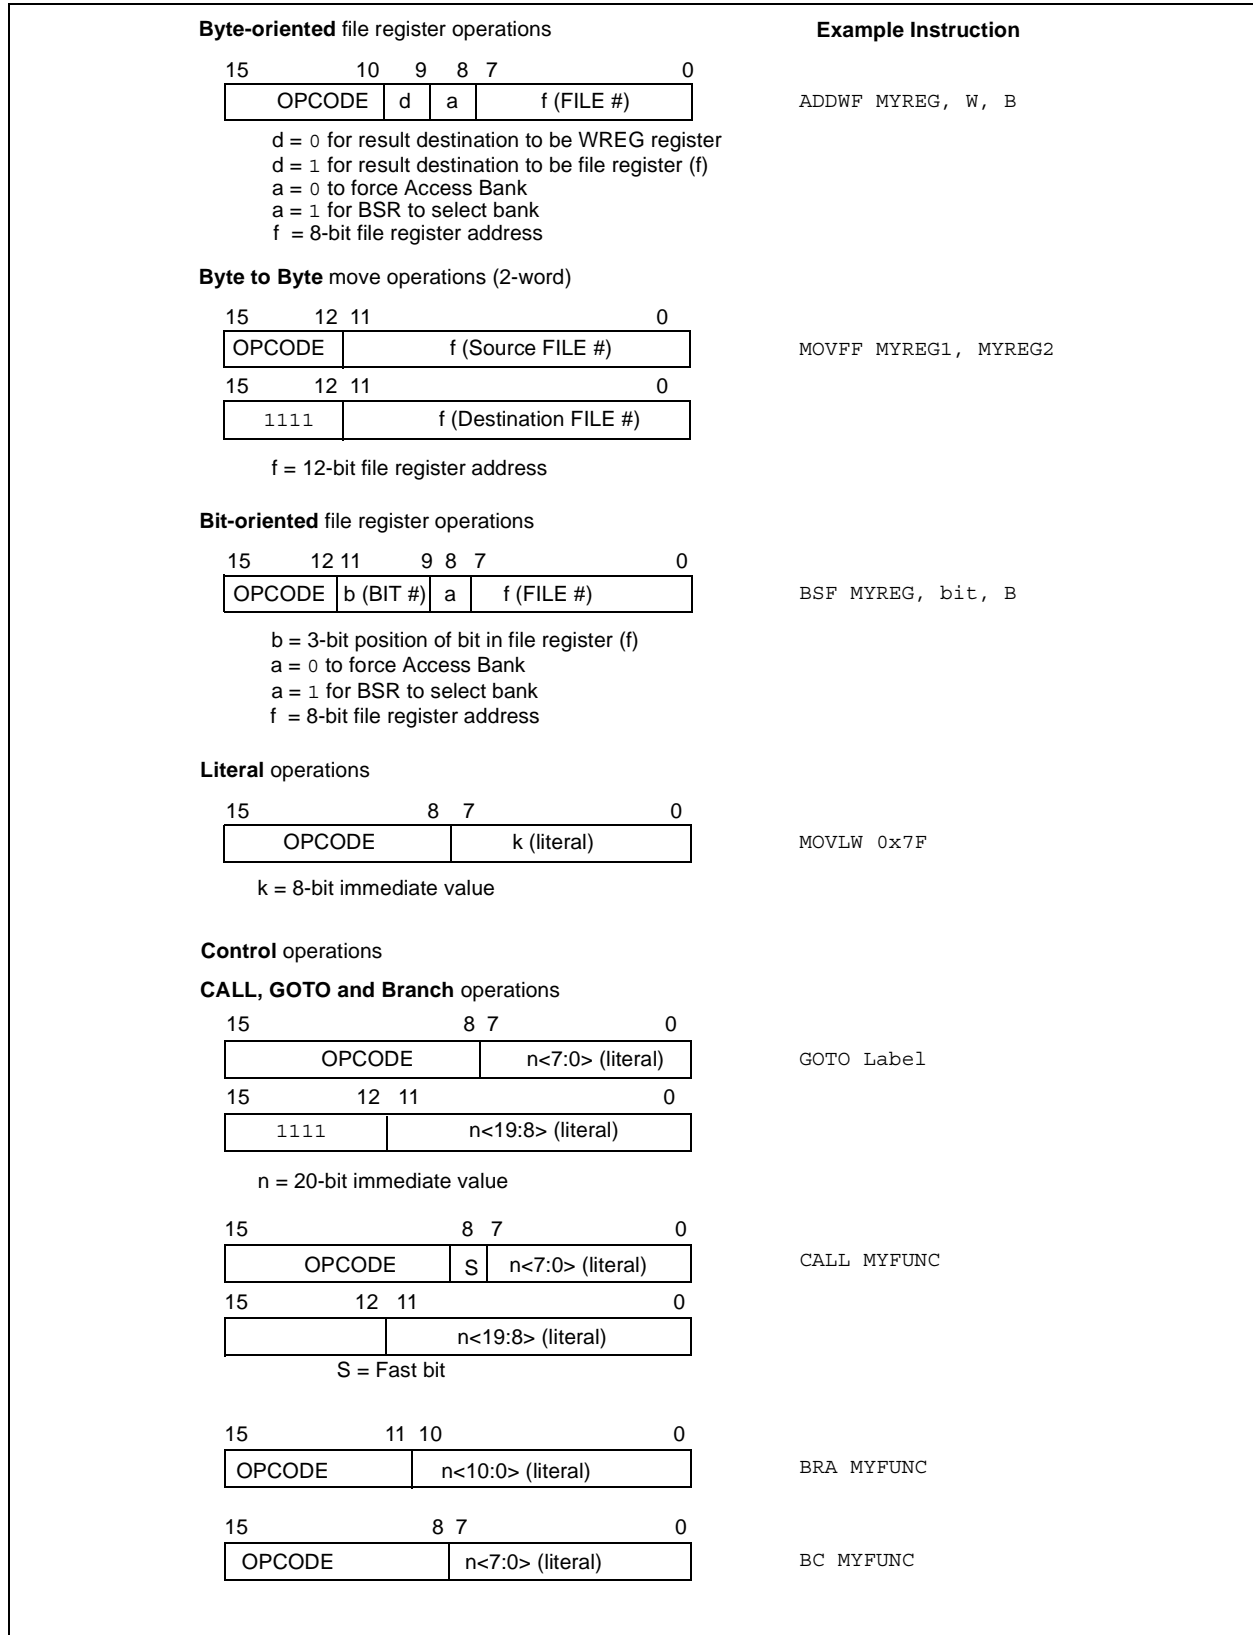 Byte-oriented file register operations
Example Instruction
15 10 9 8 7 0
OPCODE d a f (FILE #)
ADDWF MYREG, W, B
d = 0 for result destination to be WREG register
d = 1 for result destination to be file register (f)
a = 0 to force Access Bank
a = 1 for BSR to select bank
f = 8-bit file register address
Byte to Byte move operations (2-word)
15 12 11 0
OPCODE f (Source FILE #)
MOVFF MYREG1, MYREG2
15 12 11 0
1111 f (Destination FILE #)
f = 12-bit file register address
Bit-oriented file register operations
15 12 11 9 8 7 0
OPCODE b (BIT #) a f (FILE #)
BSF MYREG, bit, B
b = 3-bit position of bit in file register (f)
a = 0 to force Access Bank
a = 1 for BSR to select bank
f = 8-bit file register address
Literal operations
15 8 7 0
OPCODE k (literal)
MOVLW 0x7F
k = 8-bit immediate value
Control operations
CALL, GOTO and Branch operations
15 8 7 0
OPCODE n<7:0> (literal)
GOTO Label
15 12 11 0
1111 n<19:8> (literal)
n = 20-bit immediate value
15 8 7 0
OPCODE S n<7:0> (literal)
CALL MYFUNC
15 12 11 0
n<19:8> (literal)
S = Fast bit
15 11 10 0
OPCODE n<10:0> (literal)
BRA MYFUNC
15 8 7 0
OPCODE n<7:0> (literal)
BC MYFUNC